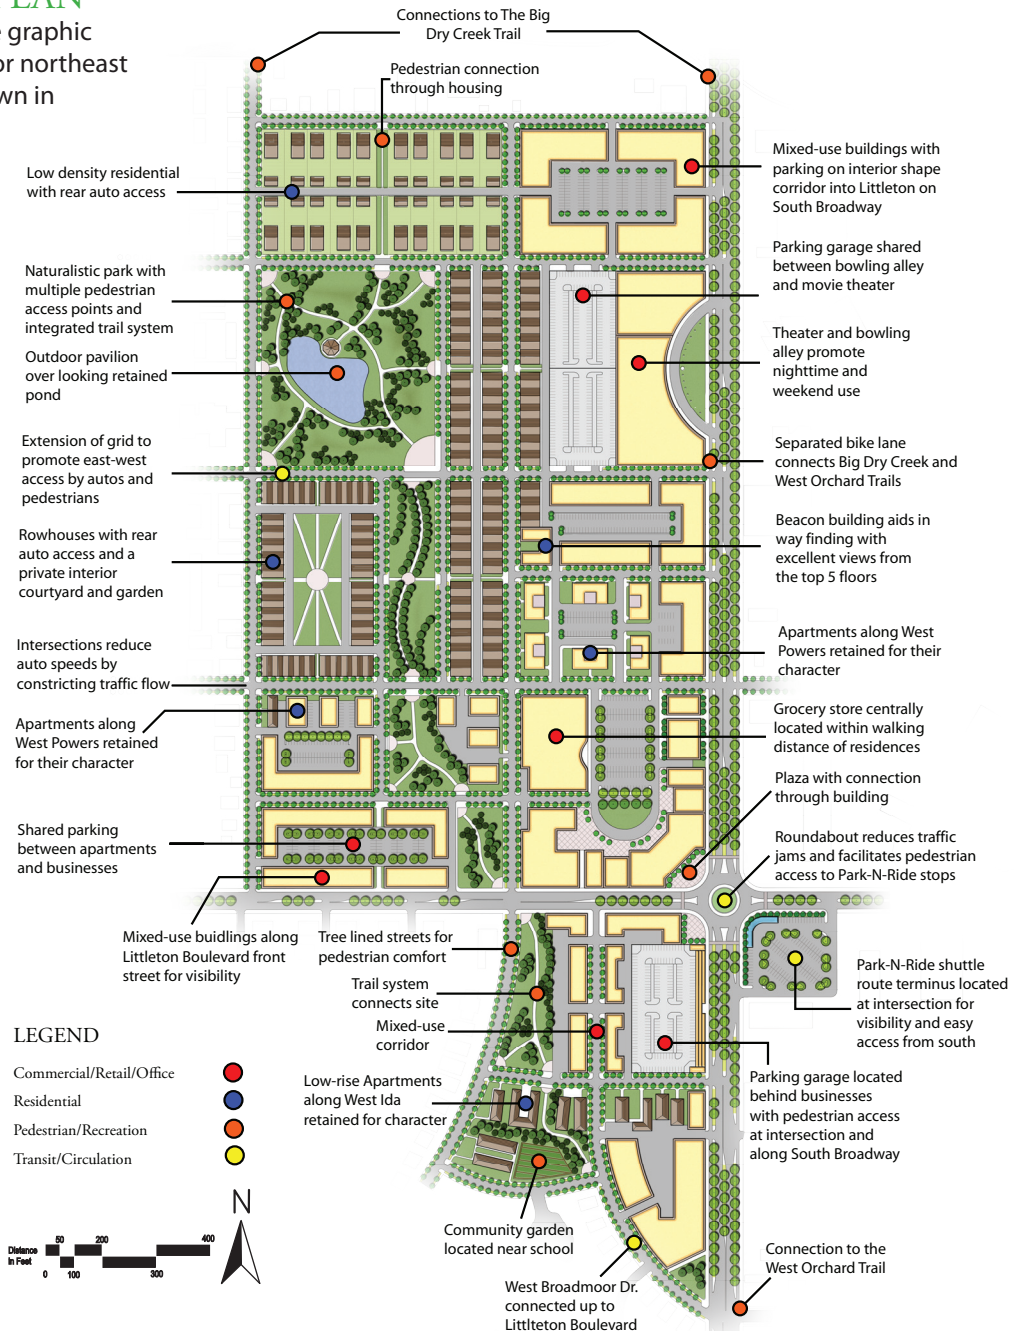 LAN
graphic
or northeast
wn in
Connections to The Big
Dry Creek Trail
Pedestrian connection
through housing
Low density residential
with rear auto access
Mixed-use buildings with
parking on interior shape
corridor into Littleton on
South Broadway
Naturalistic park with
multiple pedestrian
access points and
integrated trail system
Parking garage shared
between bowling alley
and movie theater
Outdoor pavilion
over looking retained
pond
Theater and bowling
alley promote
nighttime and
weekend use
Extension of grid to
promote east-west
access by autos and
pedestrians
Separated bike lane
connects Big Dry Creek and
West Orchard Trails
Rowhouses with rear
auto access and a
private interior
courtyard and garden
Beacon building aids in
way finding with
excellent views from
the top 5 floors
Intersections reduce
auto speeds by
constricting traffic flow
Apartments along West
Powers retained for their
character
Apartments along
West Powers retained
for their character
Grocery store centrally
located within walking
distance of residences
Plaza with connection
through building
Shared parking
between apartments
and businesses
Roundabout reduces traffic
jams and facilitates pedestrian
access to Park-N-Ride stops
Mixed-use buidlings along
Littleton Boulevard front
street for visibility
Tree lined streets for
pedestrian comfort
Trail system
connects site
Mixed-use
corridor
Park-N-Ride shuttle
route terminus located
at intersection for
visibility and easy
access from south
Low-rise Apartments
along West Ida
retained for character
Parking garage located
behind businesses
with pedestrian access
at intersection and
along South Broadway
LEGEND
Commercial/Retail/Office
Residential
Pedestrian/Recreation
Transit/Circulation
Community garden
located near school
West Broadmoor Dr.
connected up to
Littlteton Boulevard
Connection to the
West Orchard Trail
N
Distance
In Feet
50 200 400
0 100 300